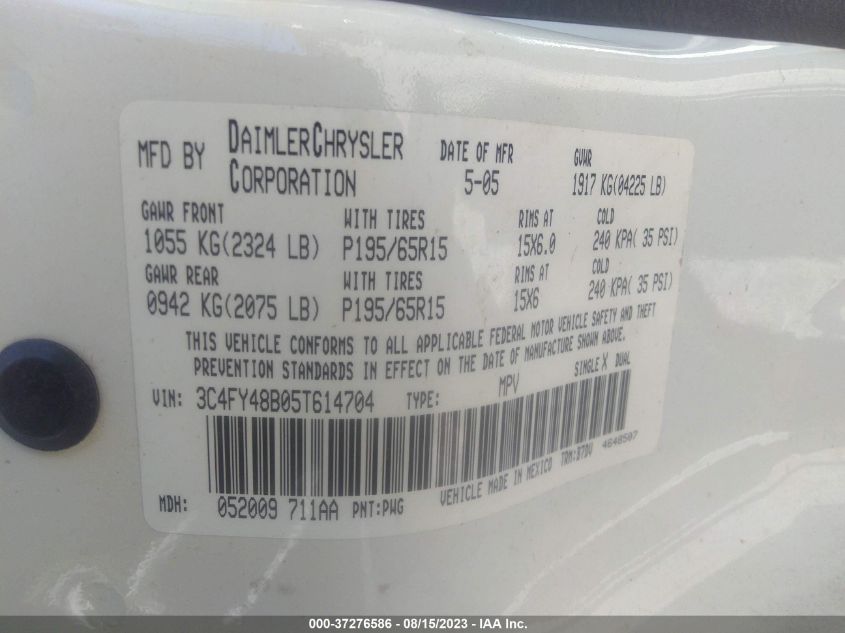 MFD BY DAIMLERCHRYSLER CORPORATION
DATE OF MFR 5-05
GVWR 1917 KG(04225 LB)
GAWR FRONT WITH TIRES RIMS AT COLD
1055 KG(2324 LB) P195/65R15 15X6.0 240 KPA( 35 PSI)
GAWR REAR WITH TIRES RIMS AT COLD
0942 KG(2075 LB) P195/65R15 15X6 240 KPA( 35 PSI)
THIS VEHICLE CONFORMS TO ALL APPLICABLE FEDERAL MOTOR VEHICLE SAFETY AND THEFT
PREVENTION STANDARDS IN EFFECT ON THE DATE OF MANUFACTURE SHOWN ABOVE.
VIN: 3C4FY48B05T614704 TYPE: MPV SINGLE X DUAL
4648507
MDH: 052009 711AA PNT:PWG VEHICLE MADE IN MEXICO TRM:B7DV
000-37276586 - 08/15/2023 - IAA Inc.